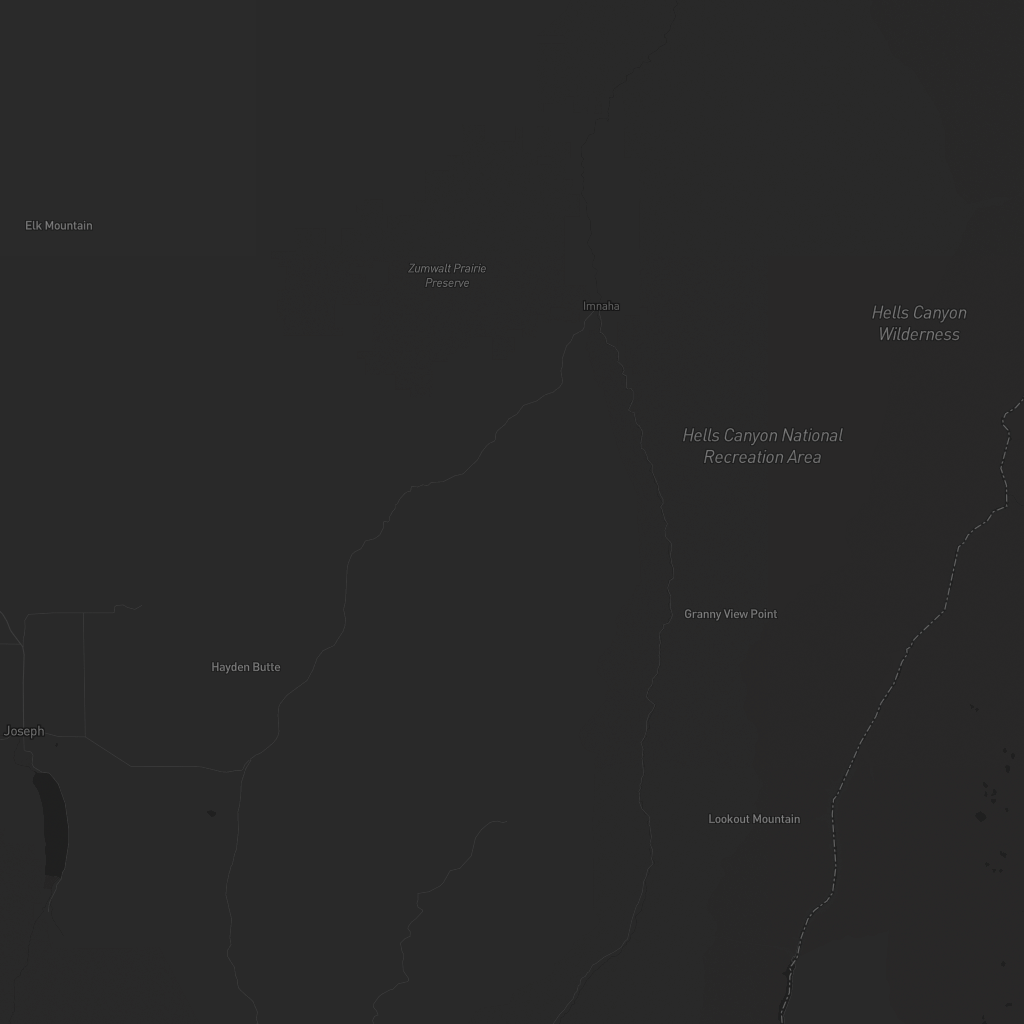 Elk Mountain
Zumwalt Prairie
Preserve
Imnaha
Hells Canyon
Wilderness
Hells Canyon National
Recreation Area
Granny View Point
Hayden Butte
Joseph
Lookout Mountain